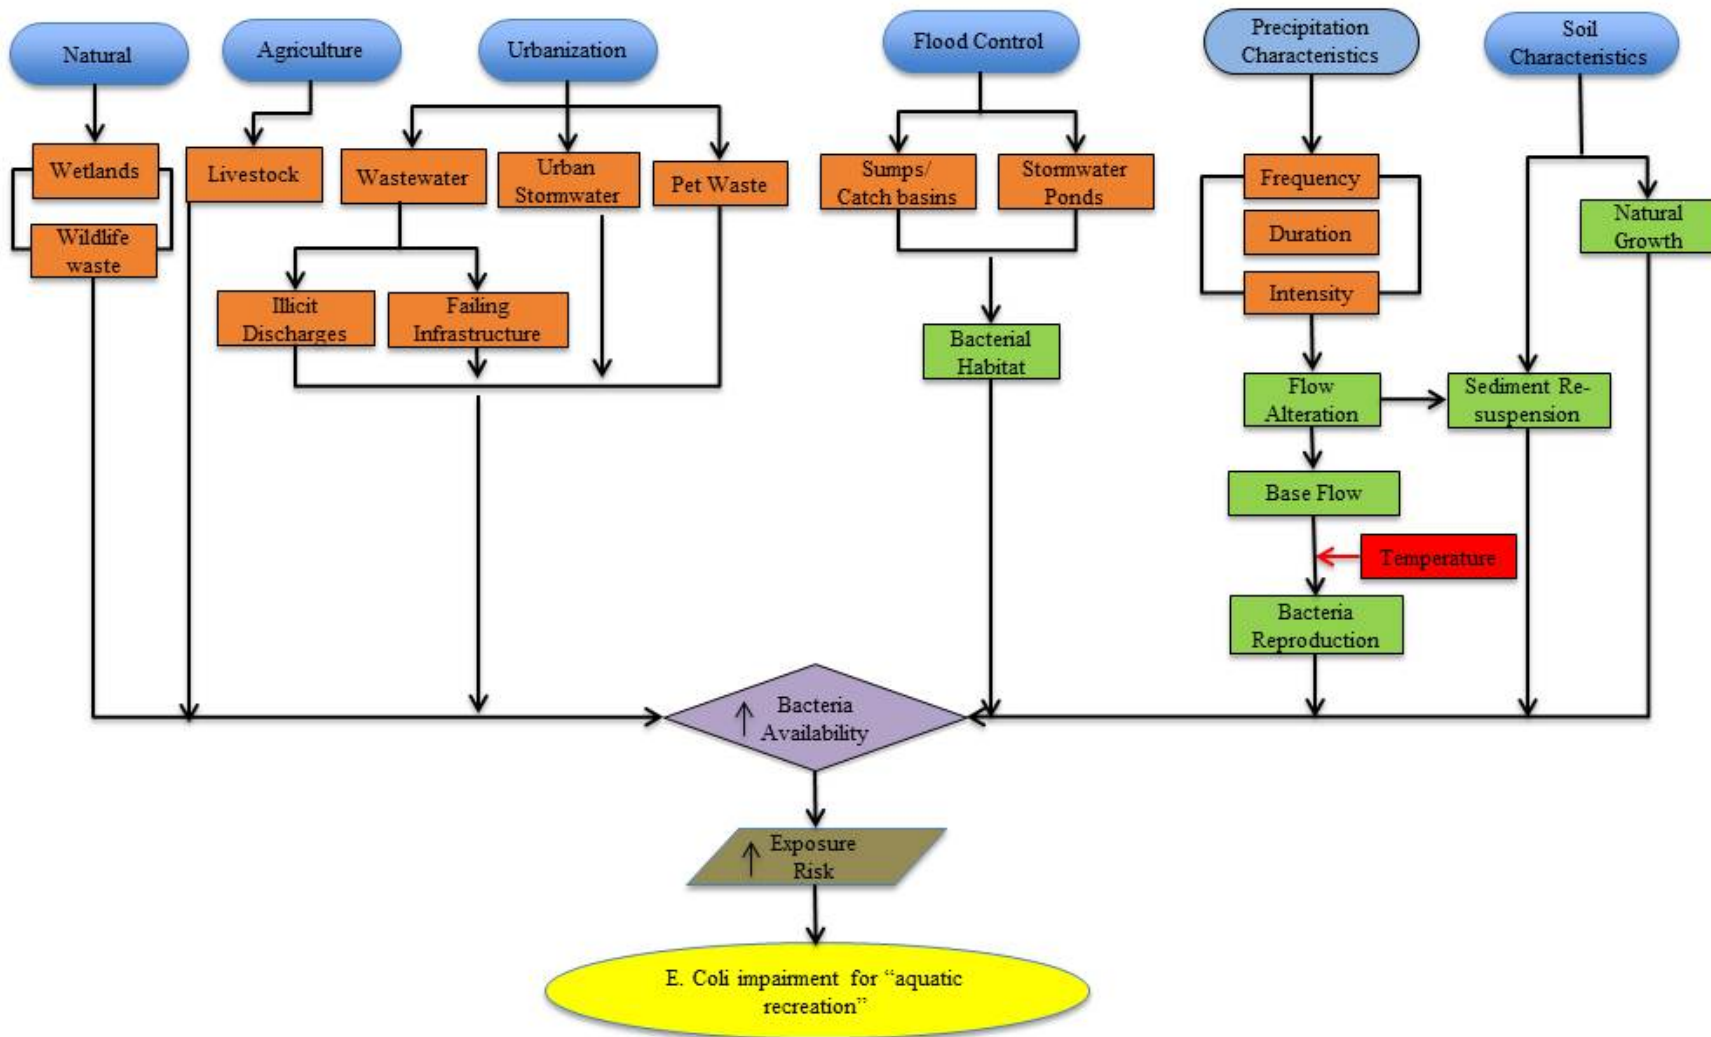 Natural
Agriculture
Urbanization
Flood Control
Precipitation
Characteristics
Soil
Characteristics
Wetlands
Livestock
Wastewater
Urban
Stormwater
Pet Waste
Sumps/
Catch basins
Stormwater
Ponds
Frequency
Duration
Intensity
Natural
Growth
Wildlife
waste
Illicit
Discharges
Failing
Infrastructure
Bacterial
Habitat
Flow
Alteration
Sediment Re-
suspension
Base Flow
Temperature
Bacteria
Reproduction
↑ Bacteria
Availability
↑ Exposure
Risk
E. Coli impairment for “aquatic
recreation”